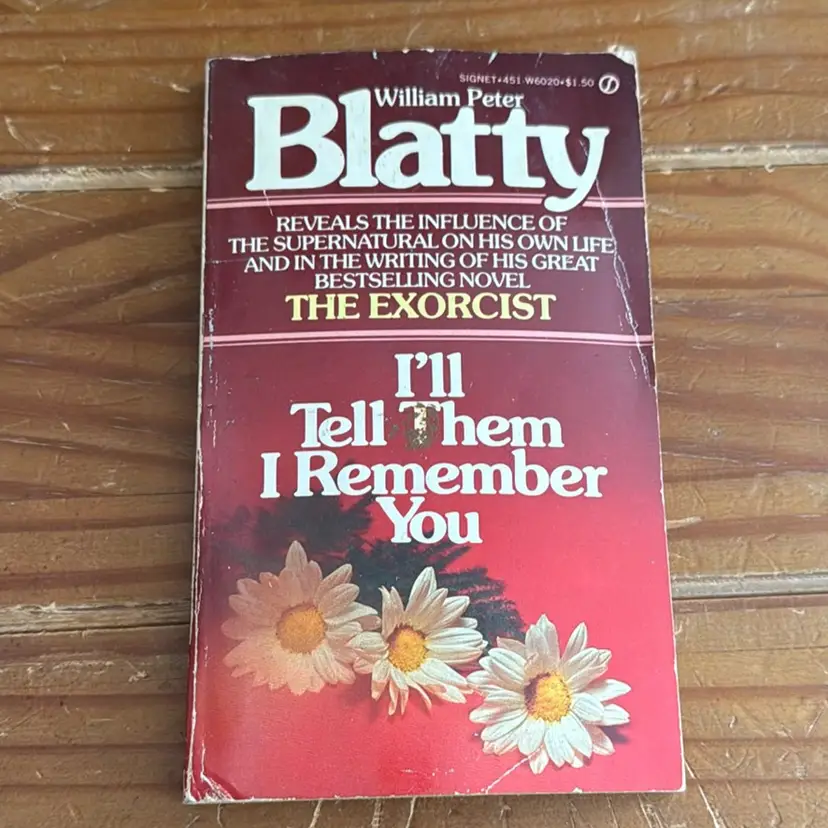 SIGNET•451-W6020•$1.50
William Peter
Blatty
REVEALS THE INFLUENCE OF
THE SUPERNATURAL ON HIS OWN LIFE
AND IN THE WRITING OF HIS GREAT
BESTSELLING NOVEL
THE EXORCIST
I'll
Tell Them
I Remember
You